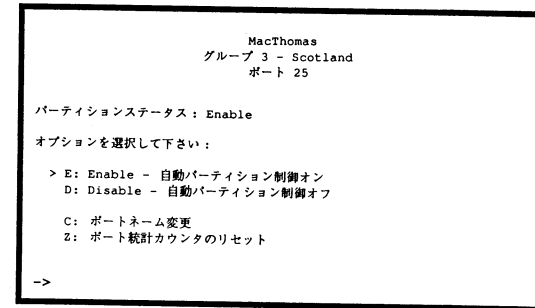 MacThomas
グループ 3 - Scotland
ポート 25
パーティションステータス : Enable
オプションを選択して下さい :
> E: Enable - 自動パーティション制御オン
D: Disable - 自動パーティション制御オフ
C: ポートネーム変更
Z: ポート統計カウンタのリセット
->